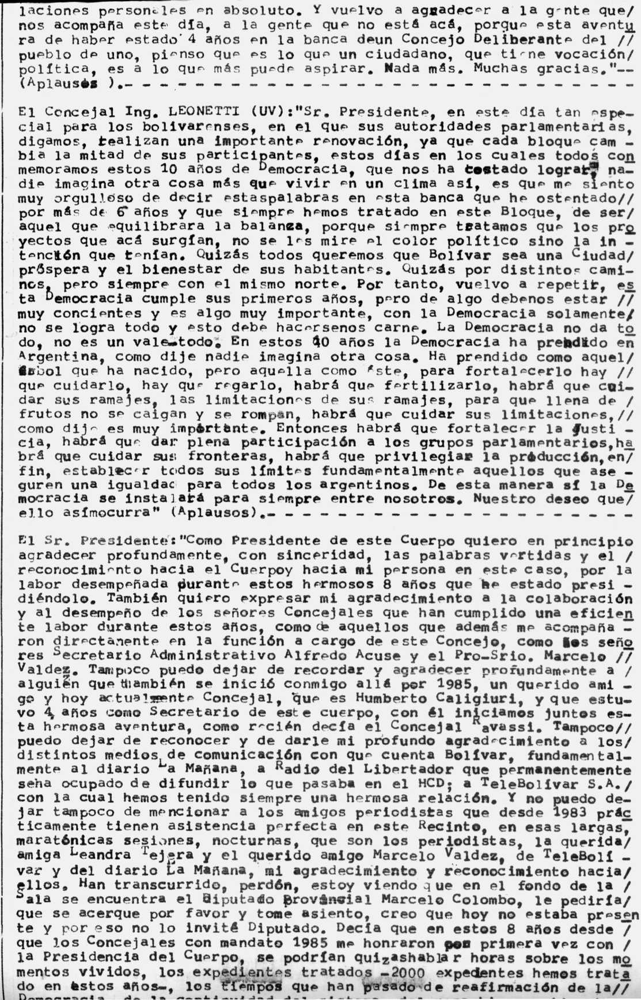 laciones personales en absoluto. Y vuelvo a agradecer a la gente que/
nos acompaña este día, a la gente que no está acá, porque esta aventu
ra de haber estado 4 años en la banca deun Concejo Deliberante del //
pueblo de uno, pienso que es lo que un ciudadano, que tiene vocación/
política, es a lo que más puede aspirar. Nada más. Muchas gracias."--
(Aplausos ).- - - - - - - - - - - - - - - - - - - - - - - - - - - - -
El Concejal Ing. LEONETTI (UV):"Sr. Presidente, en este día tan espe-
cial para los bolivarenses, en el que sus autoridades parlamentarias,
digamos, realizan una importante renovación, ya que cada bloque cam -
bia la mitad de sus participantes, estos días en los cuales todos con
memoramos estos 10 años de Democracia, que nos ha costado lograr, na-
die imagina otra cosa más que vivir en un clima así, es que me siento
muy orgulloso de decir estaspalabras en esta banca que he ostentado//
por más de 6 años y que siempre hemos tratado en este Bloque, de ser/
aquel que equilibrara la balanza, porque siempre tratamos que los pro
yectos que acá surgían, no se les mire el color político sino la in -
tención que tenían. Quizás todos queremos que Bolívar sea una Ciudad/
próspera y el bienestar de sus habitantes. Quizás por distintos cami-
nos, pero siempre con el mismo norte. Por tanto, vuelvo a repetir, es
ta Democracia cumple sus primeros años, pero de algo debenos estar //
muy concientes y es algo muy importante, con la Democracia solamente/
no se logra todo y esto debe hacersenos carne. La Democracia no da to
do, no es un vale-todo. En estos 10 años la Democracia ha prendido en
Argentina, como dije nadie imagina otra cosa. Ha prendido como aquel/
árbol que ha nacido, pero aquella como éste, para fortalecerlo hay //
que cuidarlo, hay que regarlo, habrá que fertilizarlo, habrá que cui-
dar sus ramajes, las limitaciones de sus ramajes, para que llena de /
frutos no se caigan y se rompan, habrá que cuidar sus limitaciones,//
como dije es muy importante. Entonces habrá que fortalecer la Justi -
cia, habrá que dar plena participación a los grupos parlamentarios,ha
brá que cuidar sus fronteras, habrá que privilegiar la producción,en/
fin, establecer todos sus límites fundamentalmente aquellos que ase -
guren una igualdad para todos los argentinos. De esta manera sí la De
mocracia se instalará para siempre entre nosotros. Nuestro deseo que/
ello asímocurra" (Aplausos).- - - - - - - - - - - - - - - - - - - - -
El Sr. Presidente:"Como Presidente de este Cuerpo quiero en principio
agradecer profundamente, con sinceridad, las palabras vertidas y el /
reconocimiento hacia el Cuerpoy hacia mi persona en este caso, por la
labor desempeñada durante estos hermosos 8 años que he estado presi -
diéndolo. También quiero expresar mi agradecimiento a la colaboración
y al desempeño de los señores Concejales que han cumplido una eficien
te labor durante estos años, como de aquellos que además me acompaña -
ron directanente en la función a cargo de este Concejo, como los seño
res Secretario Administrativo Alfredo Acuse y el Pro-Srio. Marcelo //
Valdez. Tampoco puedo dejar de recordar y agradecer profundamente a /
alguién que también se inició conmigo allá por 1985, un querido ami -
go y hoy actualmente Concejal, que es Humberto Caligiuri, y que estu-
vo 4 años como Secretario de este cuerpo, con él iniciamos juntos es-
ta hermosa aventura, como recién decía el Concejal Ravassi. Tampoco//
puedo dejar de reconocer y de darle mi profundo agradecimiento a los/
distintos medios de comunicación con que cuenta Bolívar, fundamental-
mente al diario La Mañana, a Radio del Libertador que permanentemente
seha ocupado de difundir lo que pasaba en el HCD; a TeleBolívar S.A./
con la cual hemos tenido siempre una hermosa relación. Y no puedo de-
jar tampoco de mencionar a los amigos periodistas que desde 1983 prác
ticamente tienen asistencia perfecta en este Recinto, en esas largas,
maratónicas sesiones, nocturnas, que son los periodistas, la querida/
amiga Leandra Tejera y el querido amigo Marcelo Valdez, de TeleBolí -
var y del diario La Mañana, mi agradecimiento y reconocimiento hacia/
ellos. Han transcurrido, perdón, estoy viendo que en el fondo de la /
Sala se encuentra el Diputado Provincial Marcelo Colombo, le pediría/
que se acerque por favor y tome asiento, creo que hoy no estaba presen
te y por eso no lo invité Diputado. Decía que en estos 8 años desde /
que los Concejales con mandato 1985 me honraron por primera vez con /
la Presidencia del Cuerpo, se podrían quizashablar horas sobre los mo
mentos vividos, los expedientes tratados -2000 expedentes hemos trata
do en estos años-, los tiempos que han pasado de reafirmación de la//